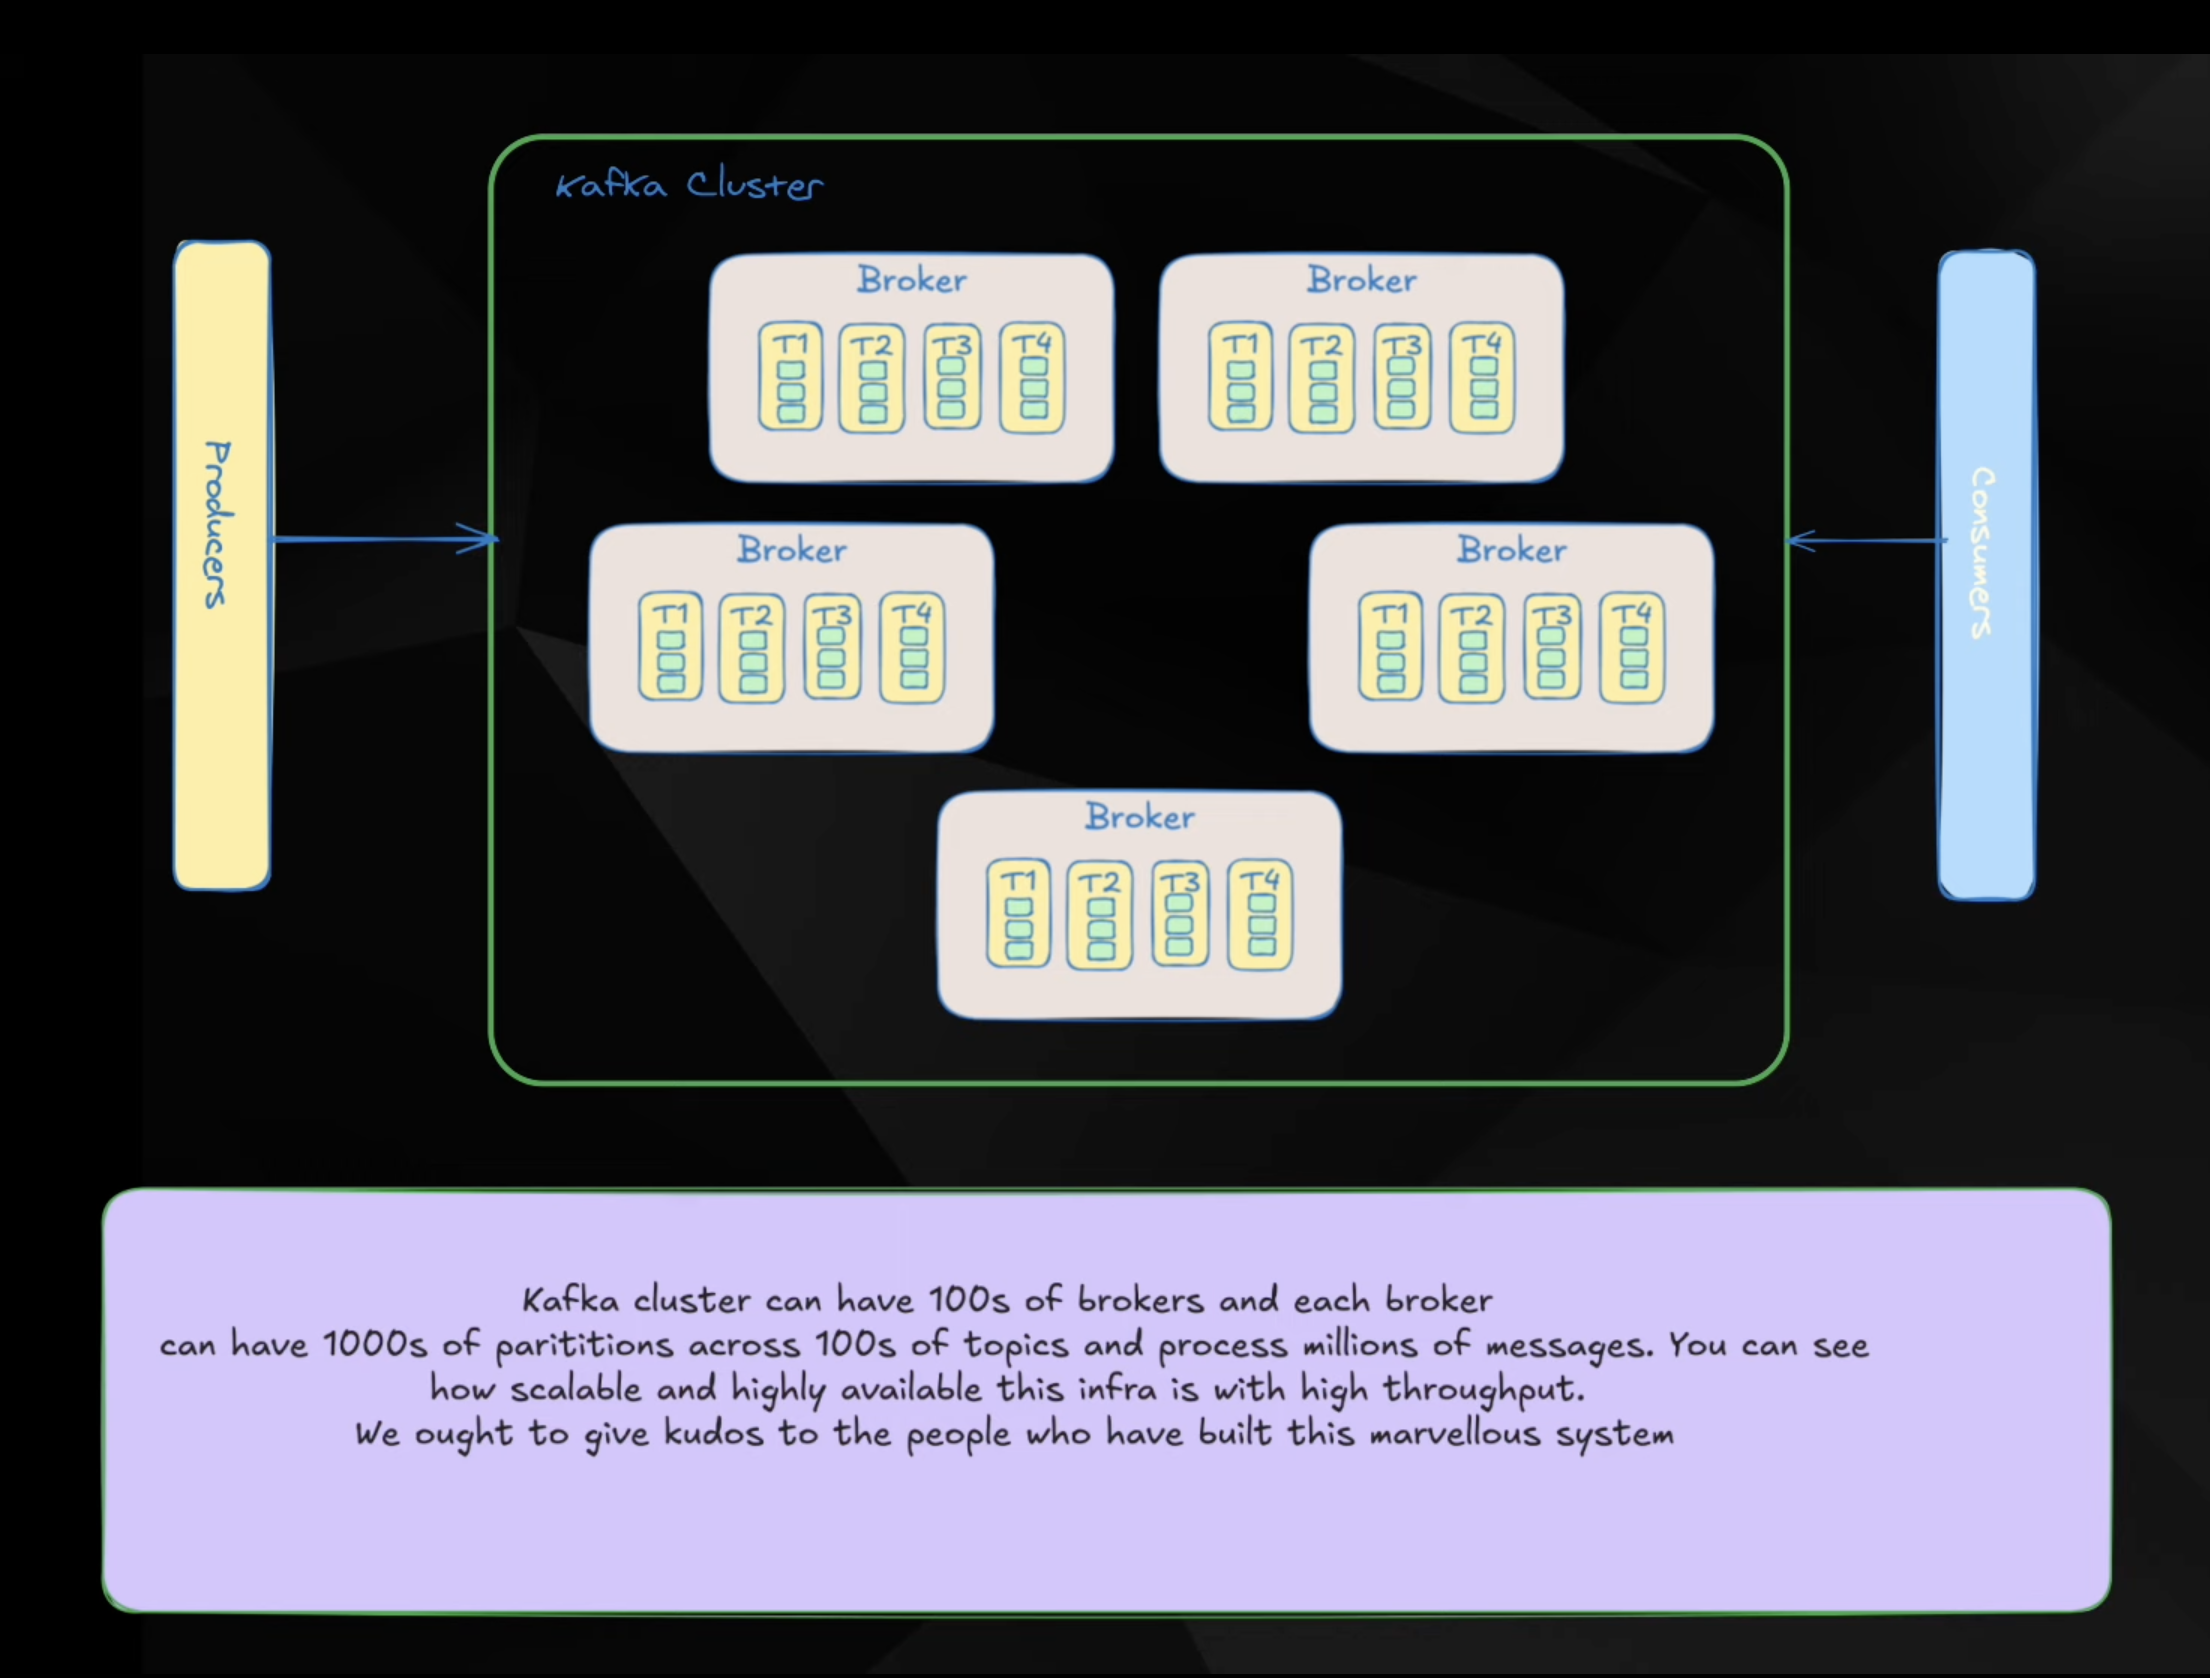 Kafka Cluster
Producers
Consumers
Broker
T1 T2 T3 T4
Broker
T1 T2 T3 T4
Broker
T1 T2 T3 T4
Broker
T1 T2 T3 T4
Broker
T1 T2 T3 T4
Kafka cluster can have 100s of brokers and each broker
can have 1000s of parititions across 100s of topics and process millions of messages. You can see
how scalable and highly available this infra is with high throughput.
We ought to give kudos to the people who have built this marvellous system